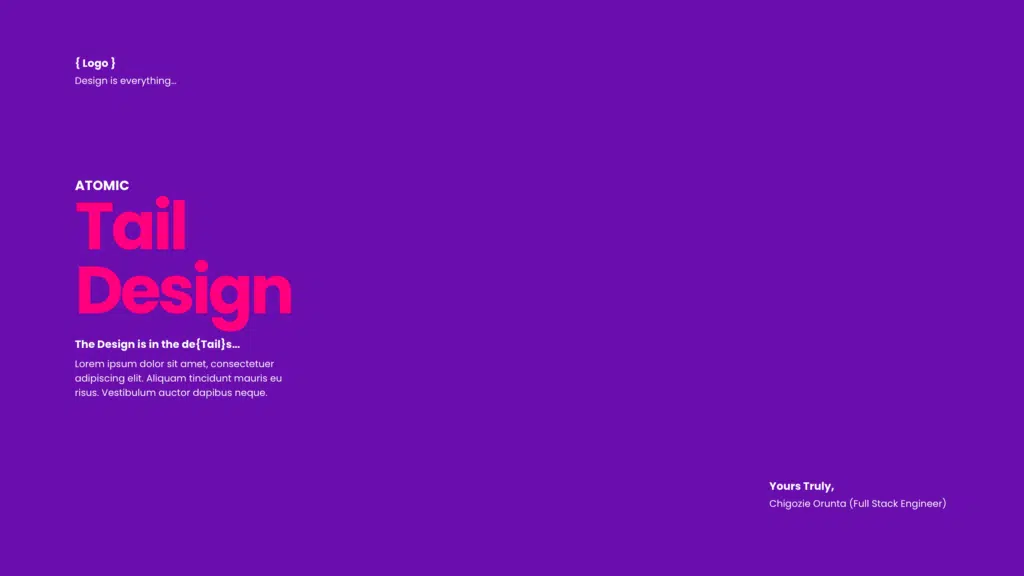 { Logo }
Design is everything...
ATOMIC
Tail
Design
The Design is in the de{Tail}s...
Lorem ipsum dolor sit amet, consectetuer
adipiscing elit. Aliquam tincidunt mauris eu
risus. Vestibulum auctor dapibus neque.
Yours Truly,
Chigozie Orunta (Full Stack Engineer)